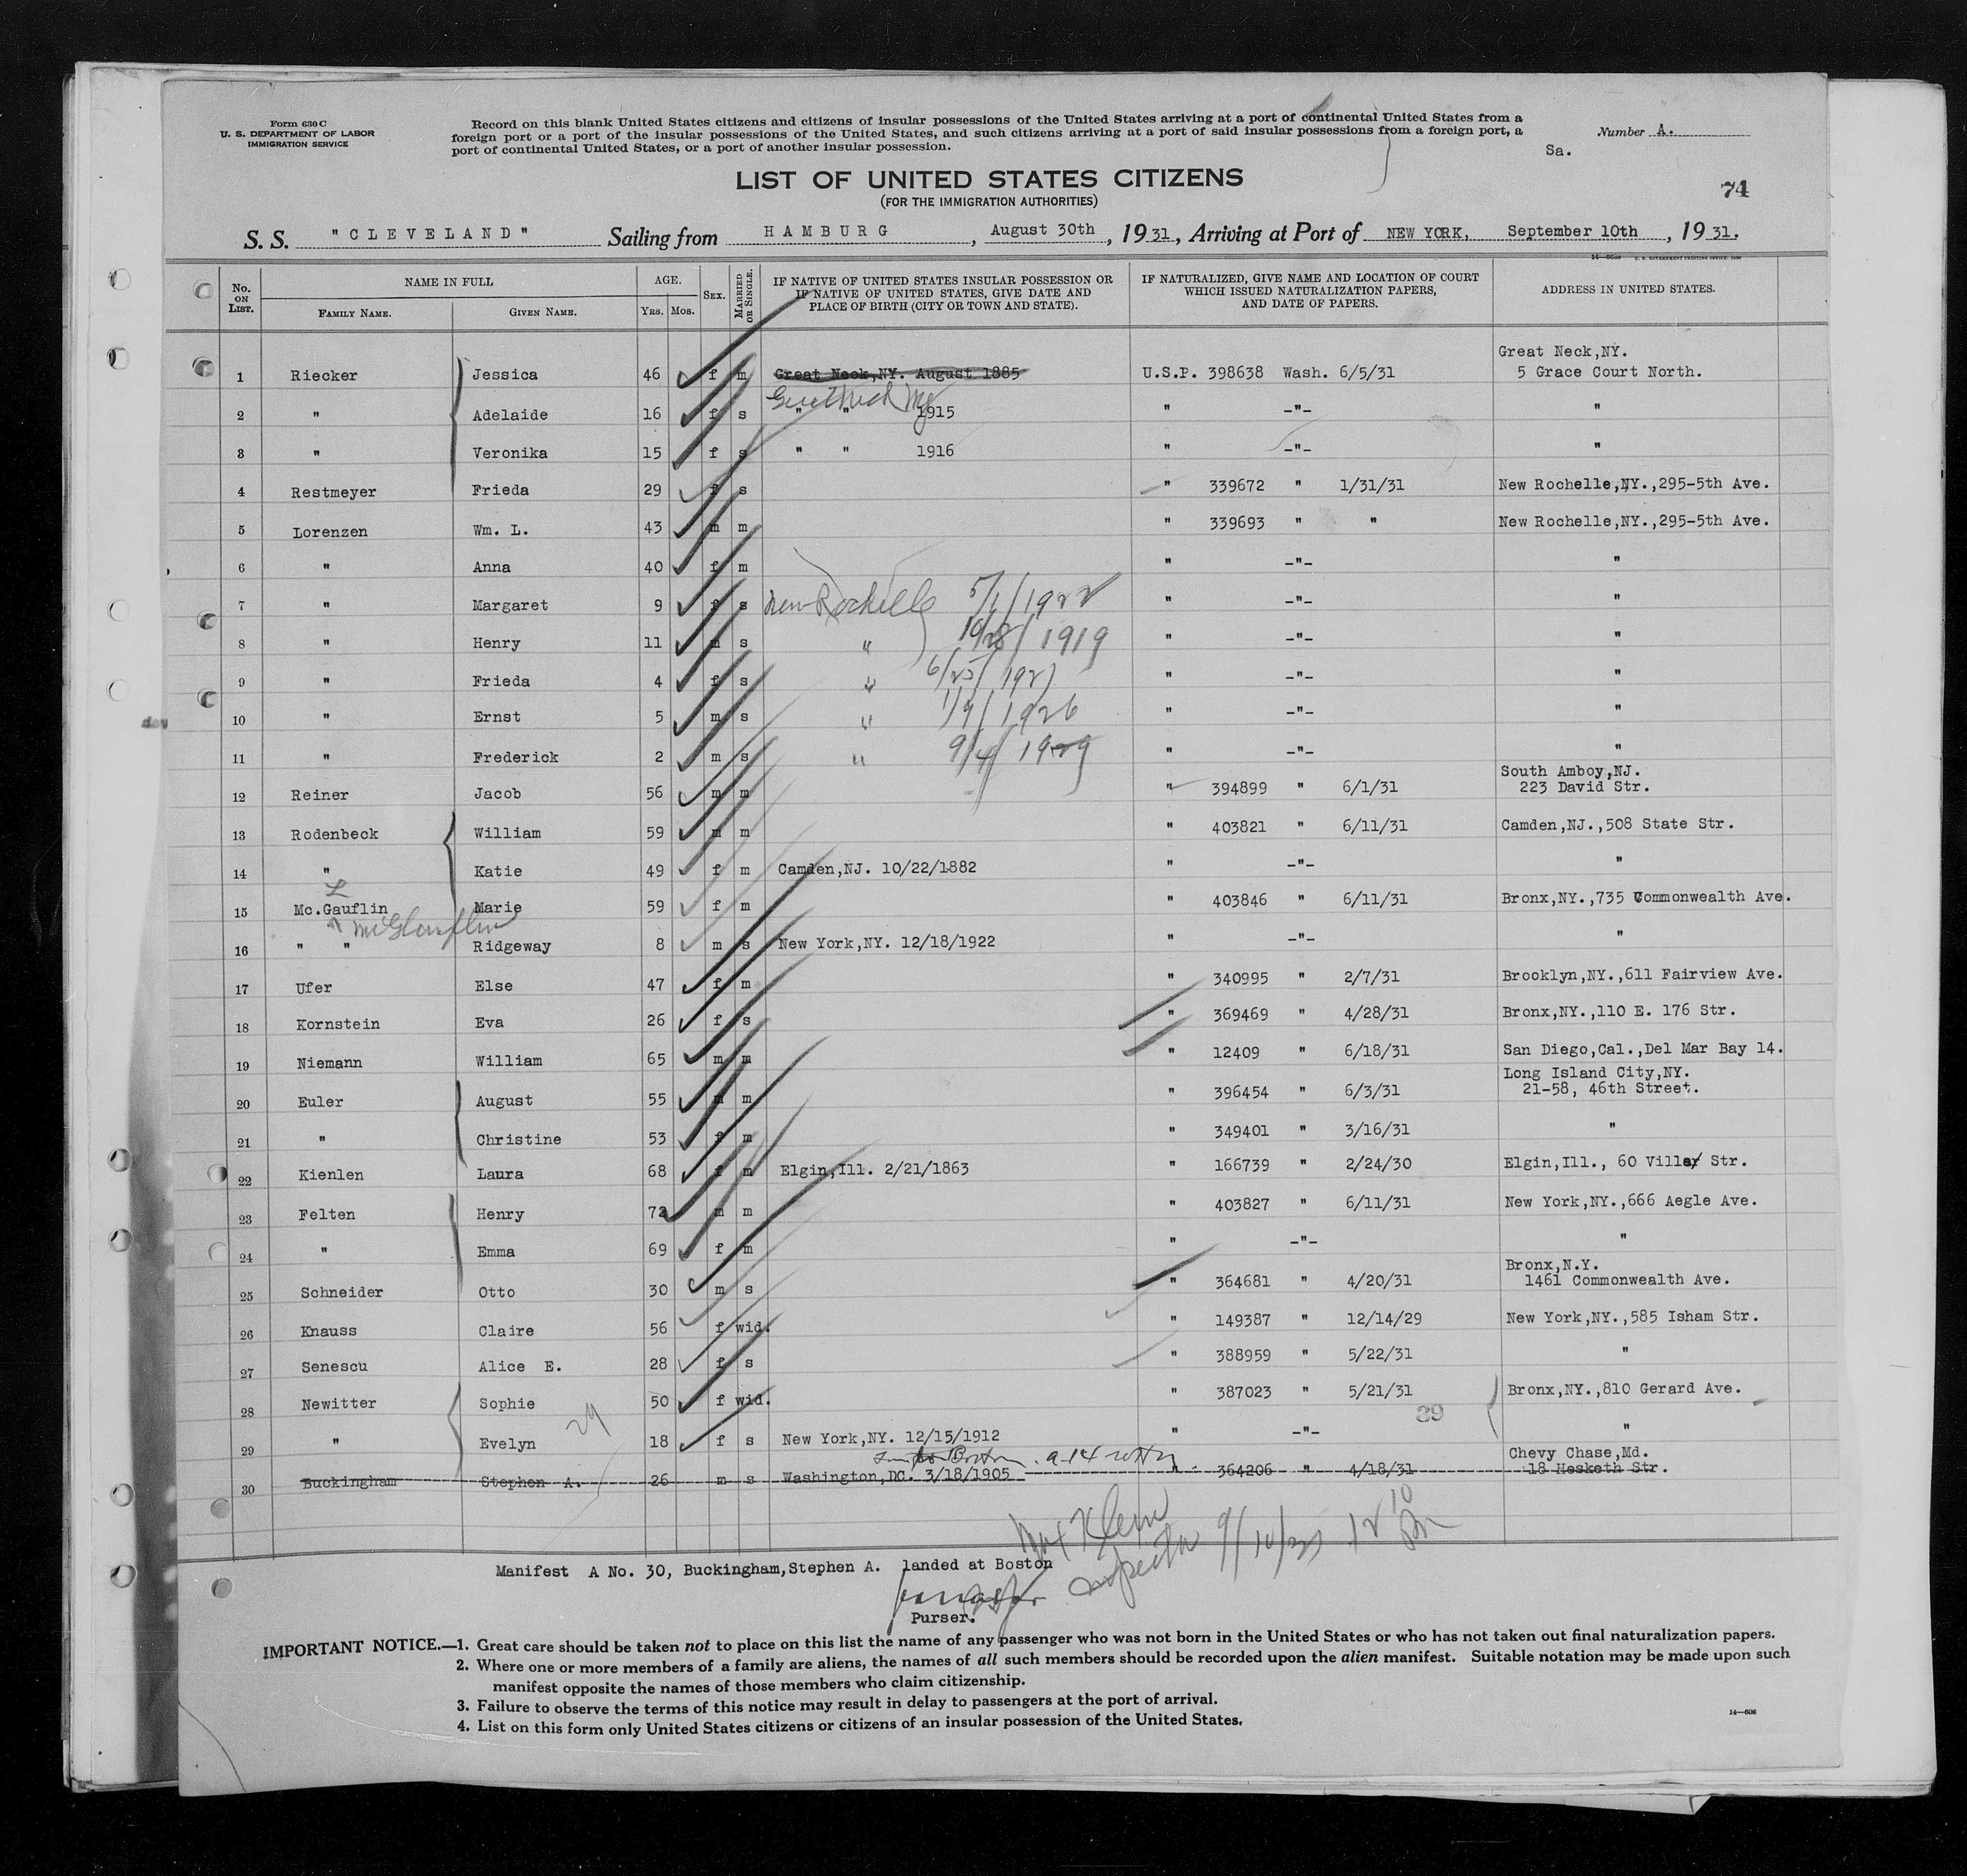 Form 630 C
U. S. DEPARTMENT OF LABOR
IMMIGRATION SERVICE
Record on this blank United States citizens and citizens of insular possessions of the United States arriving at a port of continental United States from a
foreign port or a port of the insular possessions of the United States, and such citizens arriving at a port of said insular possessions from a foreign port, a
port of continental United States, or a port of another insular possession.
Number A.
Sa.
74
LIST OF UNITED STATES CITIZENS
(FOR THE IMMIGRATION AUTHORITIES)
S. S. "CLEVELAND" Sailing from HAMBURG, August 30th, 1931, Arriving at Port of NEW YORK, September 10th, 1931.
No. ON LIST. NAME IN FULL FAMILY NAME. GIVEN NAME. AGE. YRS. MOS. SEX. MARRIED OR SINGLE. IF NATIVE OF UNITED STATES INSULAR POSSESSION OR IF NATIVE OF UNITED STATES, GIVE DATE AND PLACE OF BIRTH (CITY OR TOWN AND STATE). IF NATURALIZED, GIVE NAME AND LOCATION OF COURT WHICH ISSUED NATURALIZATION PAPERS, AND DATE OF PAPERS. ADDRESS IN UNITED STATES.
1 Riecker Jessica 46 f m Great Neck,NY. August 1885 U.S.P. 398638 Wash. 6/5/31 Great Neck,NY. 5 Grace Court North.
Great Neck NY
2 " Adelaide 16 f s " " 1915 " -"- "
3 " Veronika 15 f s " " 1916 " -"- "
4 Restmeyer Frieda 29 f s " 339672 " 1/31/31 New Rochelle,NY.,295-5th Ave.
5 Lorenzen Wm. L. 43 m m " 339693 " " New Rochelle,NY.,295-5th Ave.
6 " Anna 40 f m " -"- "
7 " Margaret 9 f s New Rochelle 5/1/1922 " -"- "
8 " Henry 11 m s " 10/28/1919 " -"- "
9 " Frieda 4 f s " 6/25/1927 " -"- "
10 " Ernst 5 m s " 1/9/1926 " -"- "
11 " Frederick 2 m s " 9/4/1929 " -"- "
12 Reiner Jacob 56 m m " 394899 " 6/1/31 South Amboy,NJ. 223 David Str.
13 Rodenbeck William 59 m m " 403821 " 6/11/31 Camden,NJ.,508 State Str.
14 " Katie 49 f m Camden,NJ. 10/22/1882 " -"- "
15 Mc.Gauflin Marie 59 f m " 403846 " 6/11/31 Bronx,NY.,735 Commonwealth Ave.
L McGlauflin
16 " " Ridgeway 8 m s New York,NY. 12/18/1922 " -"- "
17 Ufer Else 47 f m " 340995 " 2/7/31 Brooklyn,NY.,611 Fairview Ave.
18 Kornstein Eva 26 f s " 369469 " 4/28/31 Bronx,NY.,110 E. 176 Str.
19 Niemann William 65 m m " 12409 " 6/18/31 San Diego,Cal.,Del Mar Bay 14.
20 Euler August 55 m m " 396454 " 6/3/31 Long Island City,NY. 21-58, 46th Street.
21 " Christine 53 f m " 349401 " 3/16/31 "
22 Kienlen Laura 68 f m Elgin,Ill. 2/21/1863 " 166739 " 2/24/30 Elgin,Ill., 60 Villa Str.
23 Felten Henry 72 m m " 403827 " 6/11/31 New York,NY.,666 Aegle Ave.
24 " Emma 69 f m " -"- "
25 Schneider Otto 30 m s " 364681 " 4/20/31 Bronx,N.Y. 1461 Commonwealth Ave.
26 Knauss Claire 56 f wid. " 149387 " 12/14/29 New York,NY.,585 Isham Str.
27 Senescu Alice E. 28 f s " 388959 " 5/22/31 "
28 Newitter Sophie 50 f wid. " 387023 " 5/21/31 Bronx,NY.,810 Gerard Ave.
29
29 " Evelyn 29 18 f s New York,NY. 12/15/1912 " -"- "
30 Buckingham Stephen A. 26 m s Washington,DC. 3/18/1905 " 364206 " 4/18/31 Chevy Chase,Md. 18 Hesketh Str.
Max Klein
Inspector 9/10/31 12 10 Pm
Manifest A No. 30, Buckingham,Stephen A. landed at Boston
Purser.
IMPORTANT NOTICE.—1. Great care should be taken not to place on this list the name of any passenger who was not born in the United States or who has not taken out final naturalization papers.
2. Where one or more members of a family are aliens, the names of all such members should be recorded upon the alien manifest. Suitable notation may be made upon such
manifest opposite the names of those members who claim citizenship.
3. Failure to observe the terms of this notice may result in delay to passengers at the port of arrival.
4. List on this form only United States citizens or citizens of an insular possession of the United States.
14—606